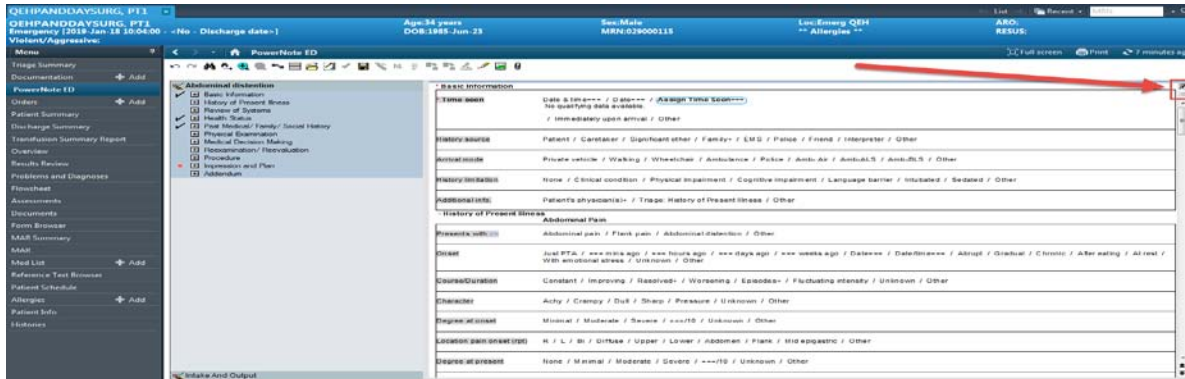 QEHPANDDAYSURG, PT1
List
Recent
QEHPANDDAYSURG, PT1
Age:34 years
Sex:Male
Loc:Emerg QEH
ARO:
Emergency [2019-Jan-18 10:04:00 - <No - Discharge date>]
DOB:1985-Jun-23
MRN:029000115
** Allergies **
RESUS:
Violent/Aggressive:
Menu
PowerNote ED
Full screen
Print
7 minutes ag
Triage Summary
Documentation
Add
PowerNote ED
Orders
Add
Patient Summary
Discharge Summary
Transfusion Summary Report
Overview
Results Review
Problems and Diagnoses
Flowsheet
Assessments
Documents
Form Browser
MAR Summary
MAR
Med List
Add
Reference Text Browser
Patient Schedule
Allergies
Add
Patient Info
Histories
Abdominal distention
Basic Information
History of Present Illness
Review of Systems
Health Status
Past Medical/ Family/ Social History
Physical Examination
Medical Decision Making
Reexamination/ Reevaluation
Procedure
Impression and Plan
Addendum
Intake And Output
Basic Information
Time seen
Date & time=== / Date=== / Assign Time Seen===
No qualifying data available.
/ Immediately upon arrival / Other
History source
Patient / Caretaker / Significant other / Family+ / EMS / Police / Friend / Interpreter / Other
Arrival mode
Private vehicle / Walking / Wheelchair / Ambulance / Police / Amb-Air / Amb-ALS / Amb-BLS / Other
History limitation
None / Clinical condition / Physical impairment / Cognitive impairment / Language barrier / Intubated / Sedated / Other
Additional info.
Patient's physician(s)+ / Triage: History of Present Illness / Other
History of Present Illness
Abdominal Pain
Presents with
Abdominal pain / Flank pain / Abdominal distention / Other
Onset
Just PTA / === mins ago / === hours ago / === days ago / === weeks ago / Date=== / Date/time=== / Abrupt / Gradual / Chronic / After eating / At rest /
With emotional stress / Unknown / Other
Course/Duration
Constant / Improving / Resolved+ / Worsening / Episodes+ / Fluctuating intensity / Unknown / Other
Character
Achy / Crampy / Dull / Sharp / Pressure / Unknown / Other
Degree at onset
Minimal / Moderate / Severe / ===/10 / Unknown / Other
Location pain onset (rpt)
R / L / Bi / Diffuse / Upper / Lower / Abdomen / Flank / Mid epigastric / Other
Degree at present
None / Minimal / Moderate / Severe / ===/10 / Unknown / Other